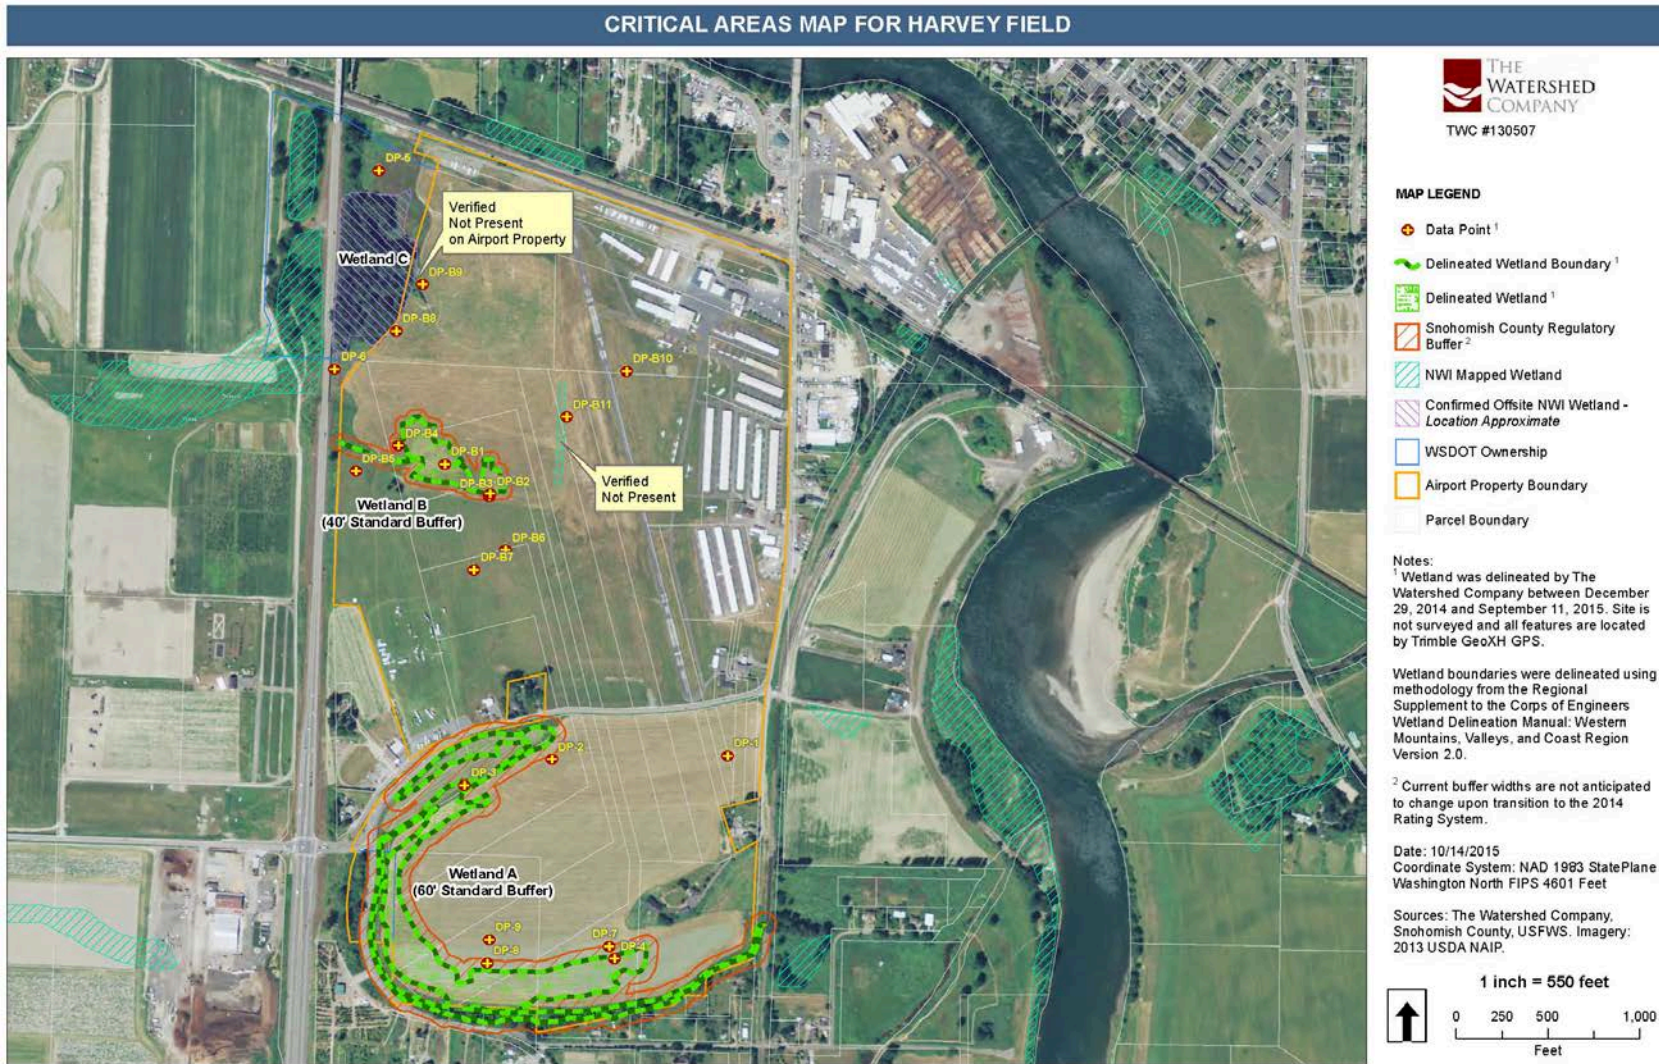 CRITICAL AREAS MAP FOR HARVEY FIELD
THE
WATERSHED
COMPANY
TWC #130507
MAP LEGEND
Data Point 1
Delineated Wetland Boundary 1
Delineated Wetland 1
Snohomish County Regulatory
Buffer 2
NWI Mapped Wetland
Confirmed Offsite NWI Wetland -
Location Approximate
WSDOT Ownership
Airport Property Boundary
Parcel Boundary
Notes:
1 Wetland was delineated by The
Watershed Company between December
29, 2014 and September 11, 2015. Site is
not surveyed and all features are located
by Trimble GeoXH GPS.
Wetland boundaries were delineated using
methodology from the Regional
Supplement to the Corps of Engineers
Wetland Delineation Manual: Western
Mountains, Valleys, and Coast Region
Version 2.0.
2 Current buffer widths are not anticipated
to change upon transition to the 2014
Rating System.
Date: 10/14/2015
Coordinate System: NAD 1983 StatePlane
Washington North FIPS 4601 Feet
Sources: The Watershed Company,
Snohomish County, USFWS. Imagery:
2013 USDA NAIP.
1 inch = 550 feet
0 250 500 1,000
Feet
DP-5
Verified
Not Present
on Airport Property
Wetland C
DP-B9
DP-B8
DP-6
DP-B10
DP-B11
DP-B4
DP-B1
DP-B5
DP-B3
DP-B2
Verified
Not Present
Wetland B
(40' Standard Buffer)
DP-B6
DP-B7
DP-2
DP-1
DP-3
Wetland A
(60' Standard Buffer)
DP-9
DP-8
DP-7
DP-4